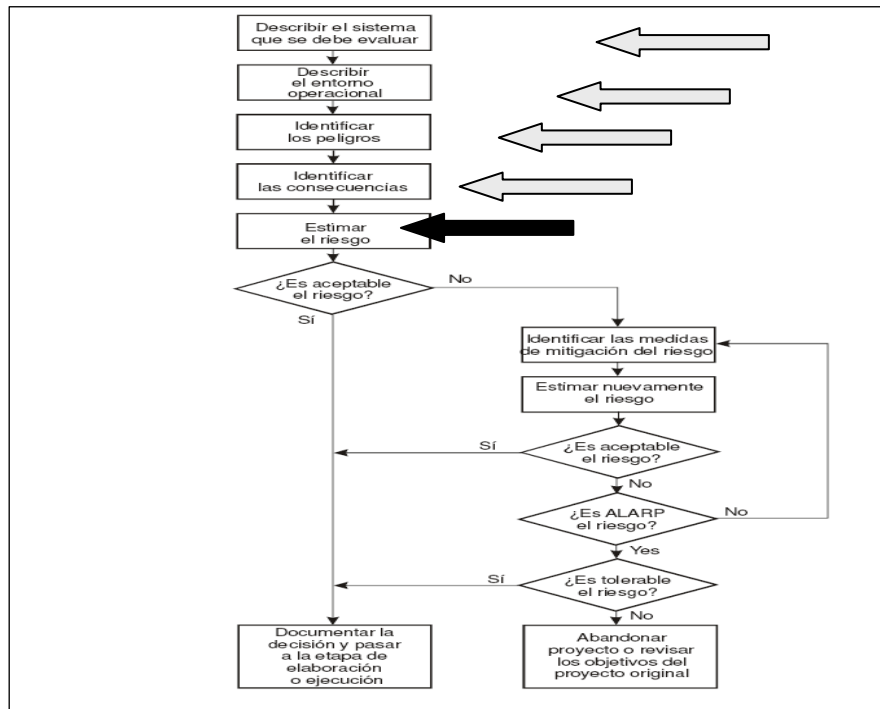 Describir el sistema
que se debe evaluar
Describir
el entorno
operacional
Identificar
los peligros
Identificar
las consecuencias
Estimar
el riesgo
¿Es aceptable
el riesgo?
No
Sí
Identificar las medidas
de mitigación del riesgo
Estimar nuevamente
el riesgo
Sí
¿Es aceptable
el riesgo?
No
¿Es ALARP
el riesgo?
No
Yes
Sí
¿Es tolerable
el riesgo?
No
Documentar la
decisión y pasar
a la etapa de
elaboración
o ejecución
Abandonar
proyecto o revisar
los objetivos del
proyecto original